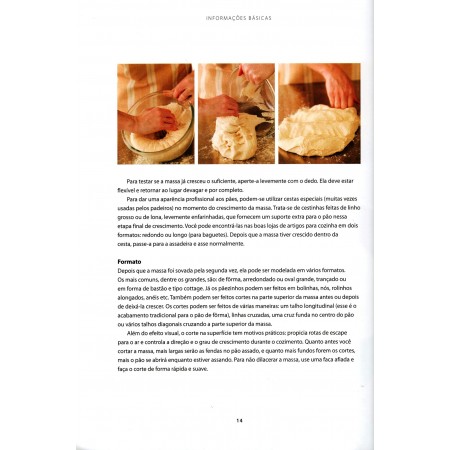 INFORMAÇÕES BÁSICAS
Para testar se a massa já cresceu o suficiente, aperte-a levemente com o dedo. Ela deve estar
flexível e retornar ao lugar devagar e por completo.
Para dar uma aparência profissional aos pães, podem-se utilizar cestas especiais (muitas vezes
usadas pelos padeiros) no momento do crescimento da massa. Trata-se de cestinhas feitas de linho
grosso ou de lona, levemente enfarinhadas, que fornecem um suporte extra para o pão nessa
etapa final de crescimento. Você pode encontrá-las nas boas lojas de artigos para cozinha em dois
formatos: redondo ou longo (para baguetes). Depois que a massa tiver crescido dentro da
cesta, passe-a para a assadeira e asse normalmente.
Formato
Depois que a massa foi sovada pela segunda vez, ela pode ser modelada em vários formatos.
Os mais comuns, dentre os grandes, são: de fôrma, arredondado ou oval grande, trançado ou
em forma de bastão e tipo cottage. Já os pãezinhos podem ser feitos em bolinhas, nós, rolinhos
alongados, anéis etc. Também podem ser feitos cortes na parte superior da massa antes ou depois
de deixá-la crescer. Os cortes podem ser feitos de várias maneiras: um talho longitudinal (esse é o
acabamento tradicional para o pão de fôrma), linhas cruzadas, uma cruz funda no centro do pão
ou vários talhos diagonais cruzando a parte superior da massa.
Além do efeito visual, o corte na superfície tem motivos práticos: propicia rotas de escape
para o ar e controla a direção e o grau de crescimento durante o cozimento. Quanto antes você
cortar a massa, mais largas serão as fendas no pão assado, e quanto mais fundos forem os cortes,
mais o pão se abrirá enquanto estiver assando. Para não dilacerar a massa, use uma faca afiada e
faça o corte de forma rápida e suave.
14